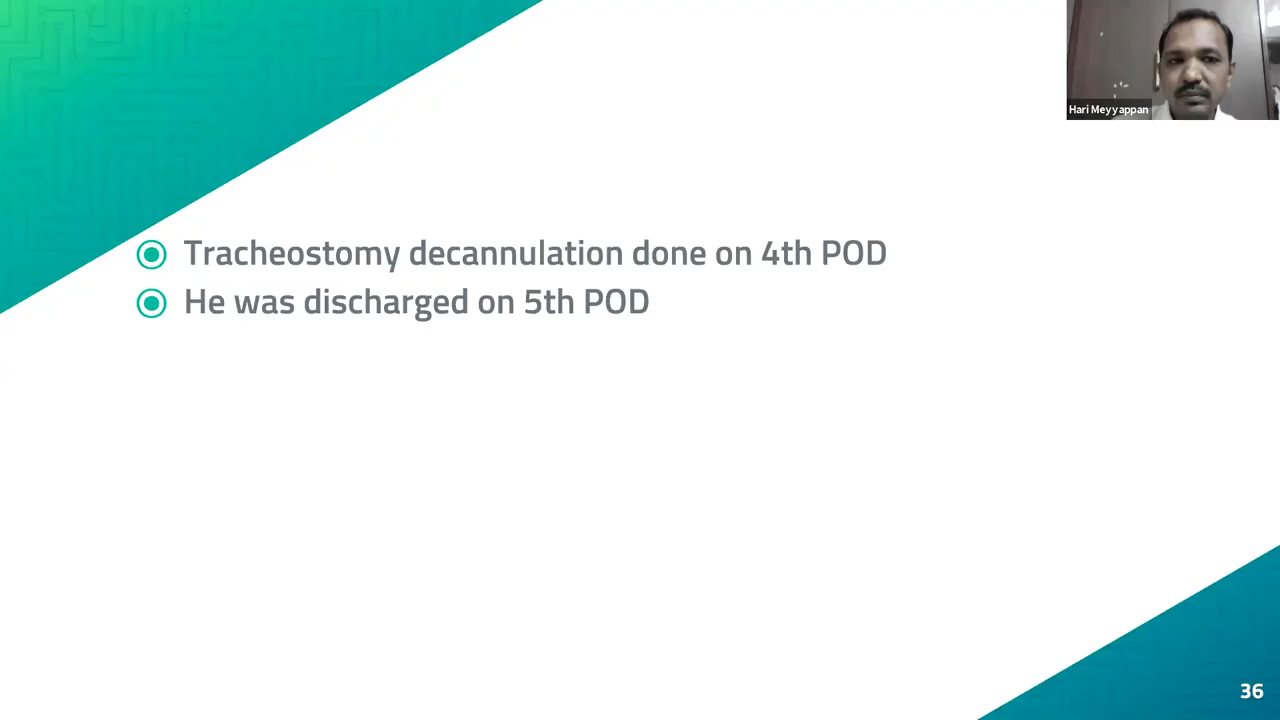 Hari Meyyappan
Tracheostomy decannulation done on 4th POD
He was discharged on 5th POD
36